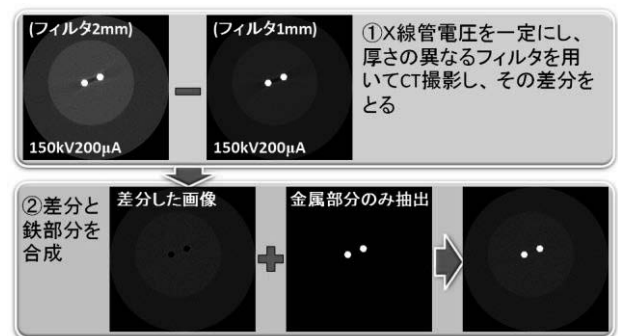 (フィルタ2mm)
150kV200μA
(フィルタ1mm)
150kV200μA
①X線管電圧を一定にし、
厚さの異なるフィルタを用
いてCT撮影し、その差分を
とる
②差分と
鉄部分を
合成
差分した画像
金属部分のみ抽出